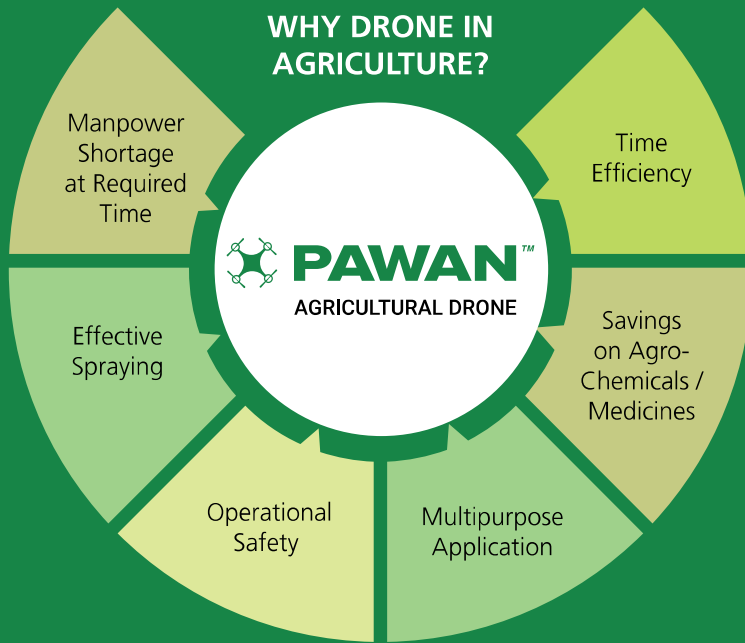 WHY DRONE IN
AGRICULTURE?
Manpower
Shortage
at Required
Time
Time
Efficiency
PAWAN™
AGRICULTURAL DRONE
Effective
Spraying
Savings
on Agro-
Chemicals /
Medicines
Operational
Safety
Multipurpose
Application